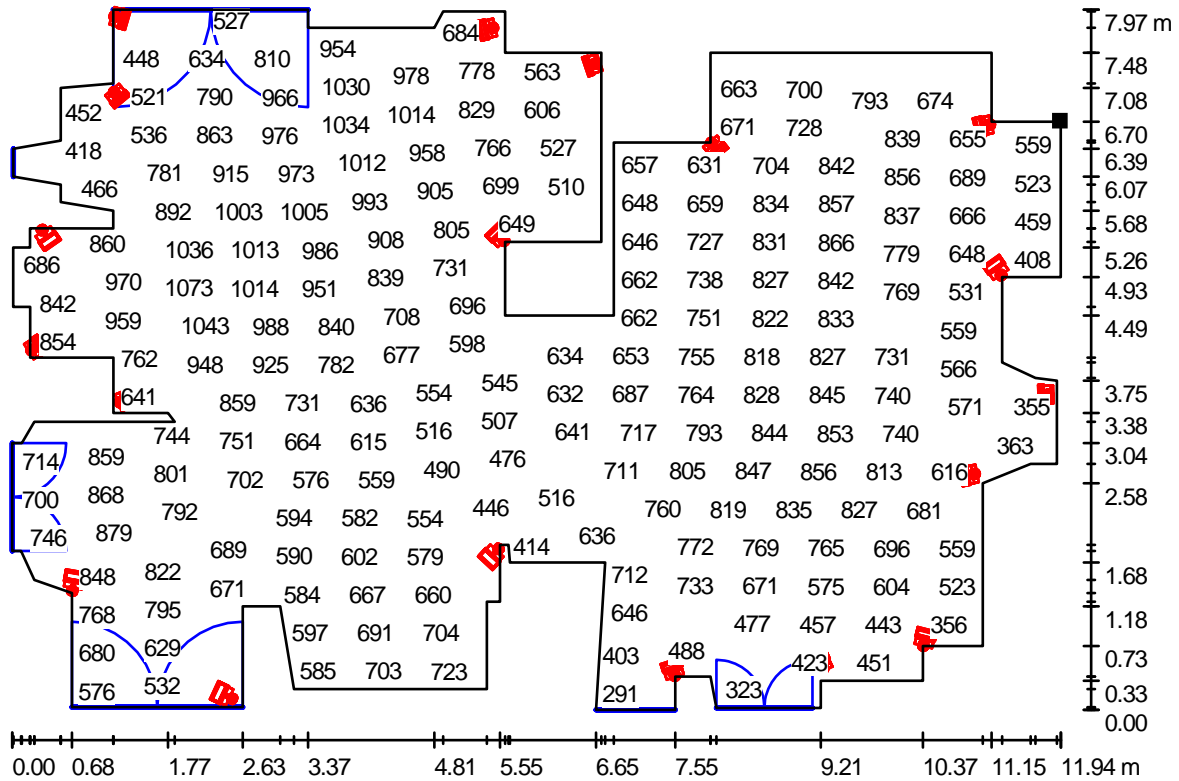 527 7.97 m
684
448 634 810 954 978 778 563 7.48
452 521 790 966 1030 1014 829 606 663 700 793 674 7.08
418 536 863 976 1034 958 766 527 671 728 839 655 559 6.70
466 781 915 973 1012 905 699 510 657 631 704 842 856 689 523 6.39
892 1003 1005 993 805 649 648 659 834 857 837 666 459 6.07
686 860 1036 1013 986 908 731 646 727 831 866 779 648 408 5.68
842 970 1073 1014 951 839 696 662 738 827 842 769 531 5.26
854 959 1043 988 840 708 598 662 751 822 833 559 4.93
762 948 925 782 677 545 634 653 755 818 827 731 566 4.49
641 859 731 636 554 507 632 687 764 828 845 740 571 355 3.75
744 751 664 615 516 476 641 717 793 844 853 740 363 3.38
714 859 801 702 576 559 490 711 805 847 856 813 616 3.04
700 868 792 594 582 554 446 516 760 819 835 827 681 2.58
746 879 689 590 602 579 414 636 772 769 765 696 559
848 822 671 584 667 660 712 733 671 575 604 523 1.68
768 795 597 691 704 646 477 457 443 356 1.18
680 629 585 703 723 403 488 423 451 0.73
576 532 291 323 0.33
0.00
0.00 0.68 1.77 2.63 3.37 4.81 5.55 6.65 7.55 9.21 10.37 11.15 11.94 m